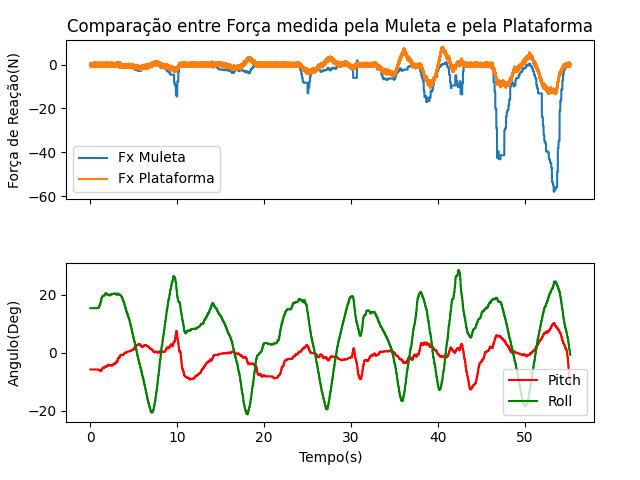 Comparação entre Força medida pela Muleta e pela Plataforma
Força de Reação(N)
0
−20
−40
−60
Fx Muleta
Fx Plataforma
Angulo(Deg)
20
0
−20
Pitch
Roll
0
10
20
30
40
50
Tempo(s)